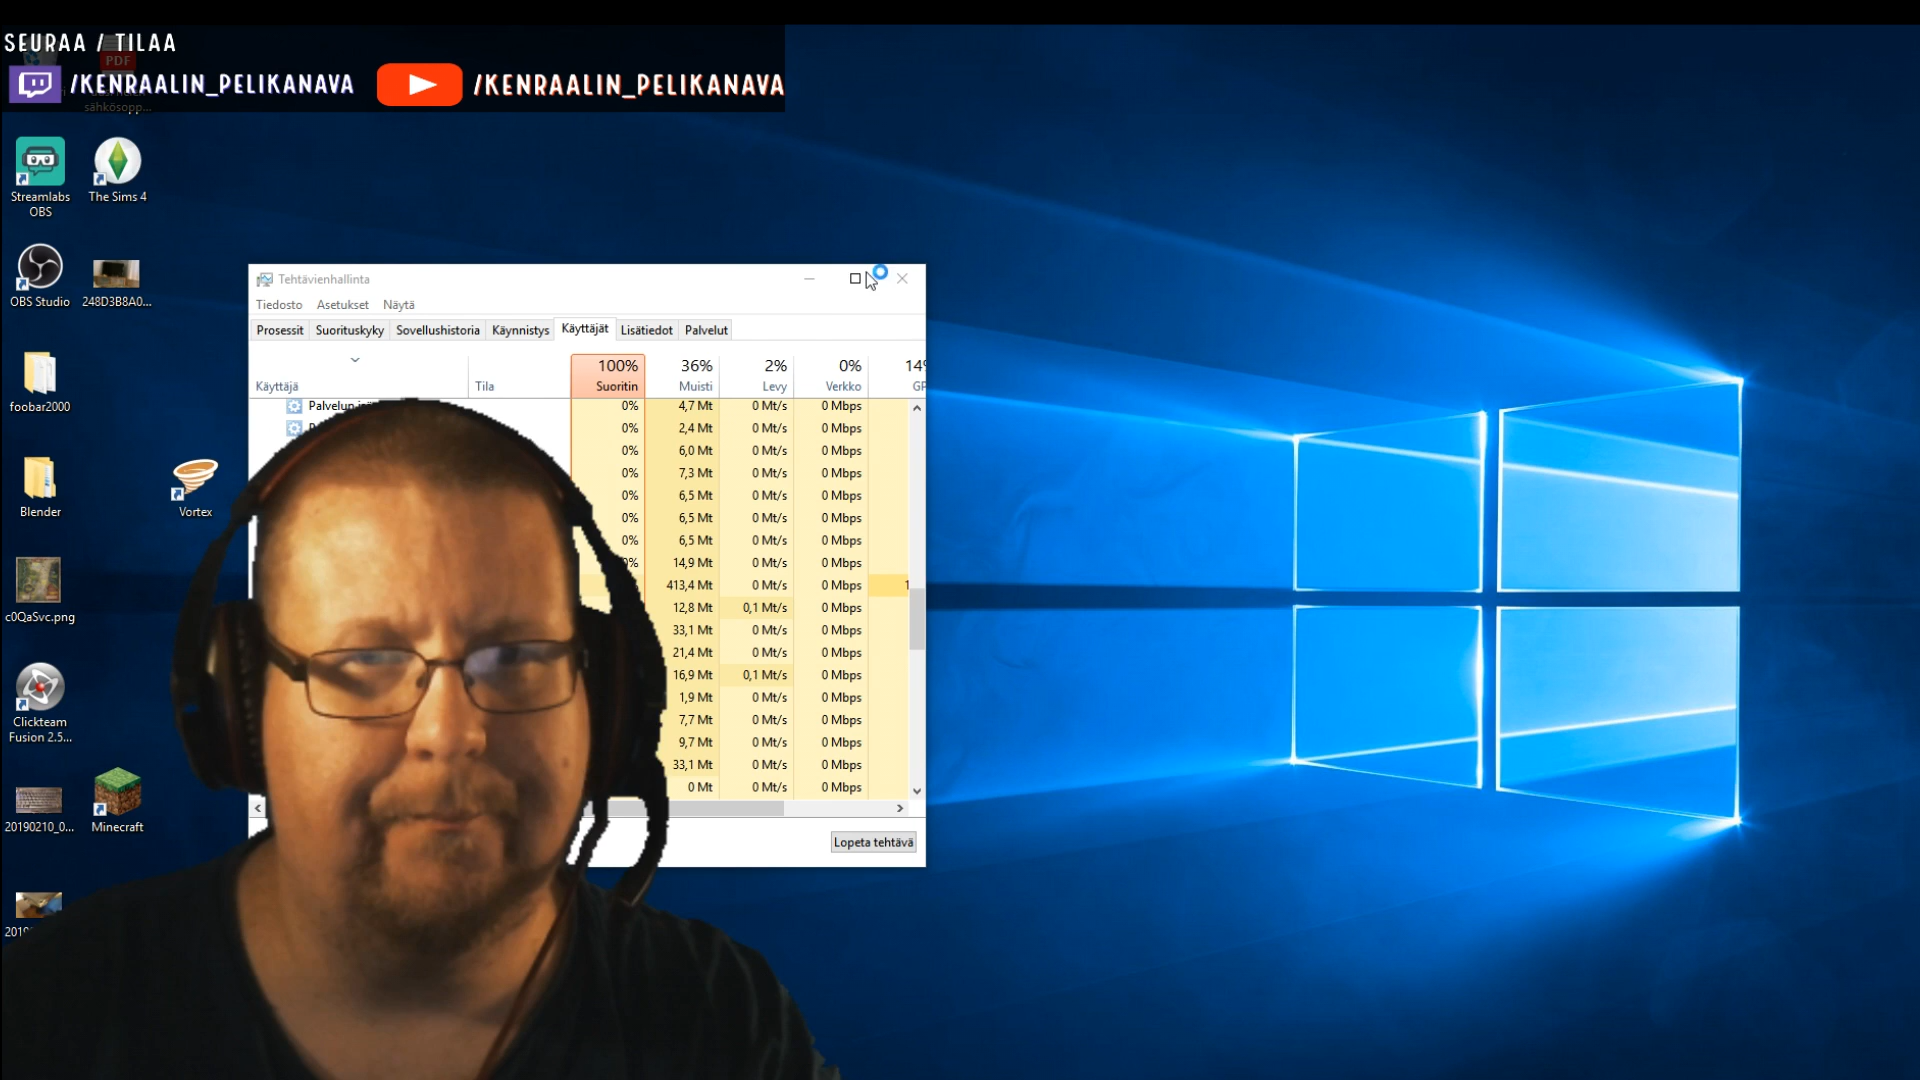 SEURAA / TILAA
/KENRAALIN_PELIKANAVA /KENRAALIN_PELIKANAVA
PDF
sähkösopp...
Streamlabs OBS
The Sims 4
OBS Studio
248D3B8A0...
foobar2000
Blender
Vortex
c0QaSvc.png
Clickteam Fusion 2.5...
20190210_0...
Minecraft
Tehtävienhallinta
Tiedosto Asetukset Näytä
Prosessit Suorituskyky Sovellushistoria Käynnistys Käyttäjät Lisätiedot Palvelut
100% 36% 2% 0% 14%
Käyttäjä Tila Suoritin Muisti Levy Verkko
0% 4,7 Mt 0 Mt/s 0 Mbps
0% 2,4 Mt 0 Mt/s 0 Mbps
0% 6,0 Mt 0 Mt/s 0 Mbps
0% 7,3 Mt 0 Mt/s 0 Mbps
0% 6,5 Mt 0 Mt/s 0 Mbps
0% 6,5 Mt 0 Mt/s 0 Mbps
0% 6,5 Mt 0 Mt/s 0 Mbps
14,9 Mt 0 Mt/s 0 Mbps
413,4 Mt 0 Mt/s 0 Mbps
12,8 Mt 0,1 Mt/s 0 Mbps
33,1 Mt 0 Mt/s 0 Mbps
21,4 Mt 0 Mt/s 0 Mbps
16,9 Mt 0,1 Mt/s 0 Mbps
1,9 Mt 0 Mt/s 0 Mbps
7,7 Mt 0 Mt/s 0 Mbps
9,7 Mt 0 Mt/s 0 Mbps
33,1 Mt 0 Mt/s 0 Mbps
0 Mt 0 Mt/s 0 Mbps
Lopeta tehtävä